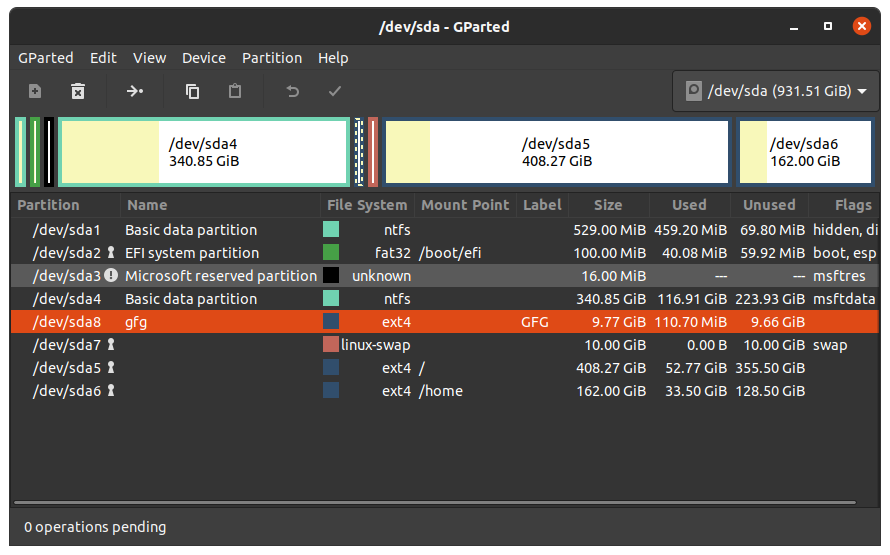 /dev/sda - GParted
GParted Edit View Device Partition Help
/dev/sda (931.51 GiB)
/dev/sda4 /dev/sda5 /dev/sda6
340.85 GiB 408.27 GiB 162.00 GiB
Partition Name File System Mount Point Label Size Used Unused Flags
/dev/sda1 Basic data partition ntfs 529.00 MiB 459.20 MiB 69.80 MiB hidden, di
/dev/sda2 EFI system partition fat32 /boot/efi 100.00 MiB 40.08 MiB 59.92 MiB boot, esp
/dev/sda3 Microsoft reserved partition unknown 16.00 MiB --- --- msftres
/dev/sda4 Basic data partition ntfs 340.85 GiB 116.91 GiB 223.93 GiB msftdata
/dev/sda8 gfg ext4 GFG 9.77 GiB 110.70 MiB 9.66 GiB
/dev/sda7 linux-swap 10.00 GiB 0.00 B 10.00 GiB swap
/dev/sda5 ext4 / 408.27 GiB 52.77 GiB 355.50 GiB
/dev/sda6 ext4 /home 162.00 GiB 33.50 GiB 128.50 GiB
0 operations pending